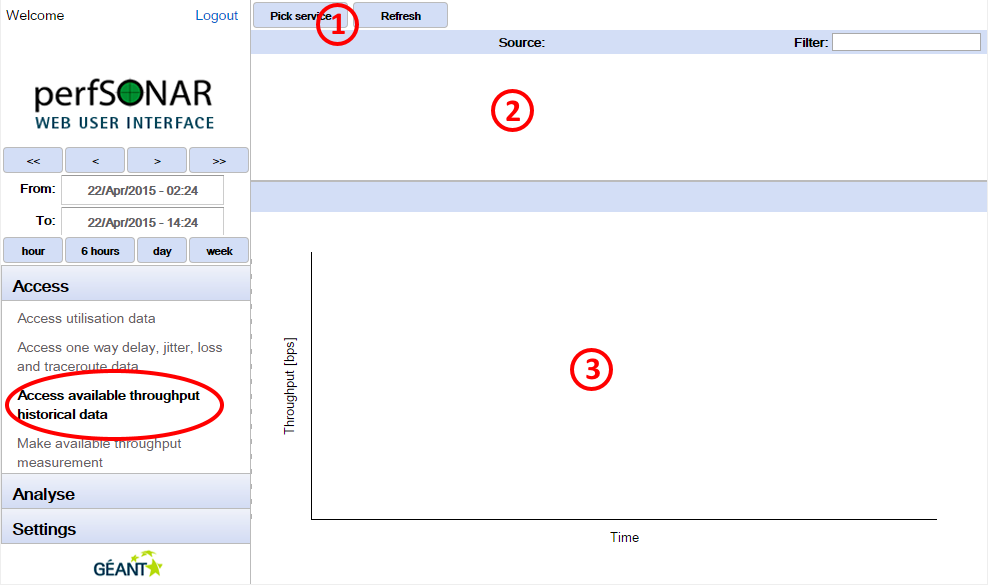 Welcome
Logout
perfSONAR
WEB USER INTERFACE
<< < > >>
From: 22/Apr/2015 - 02:24
To: 22/Apr/2015 - 14:24
hour 6 hours day week
Access
Access utilisation data
Access one way delay, jitter, loss
and traceroute data
Access available throughput
historical data
Make available throughput
measurement
Analyse
Settings
GÉANT
Pick service Refresh
1
Source:
Filter:
2
Throughput [bps]
3
Time